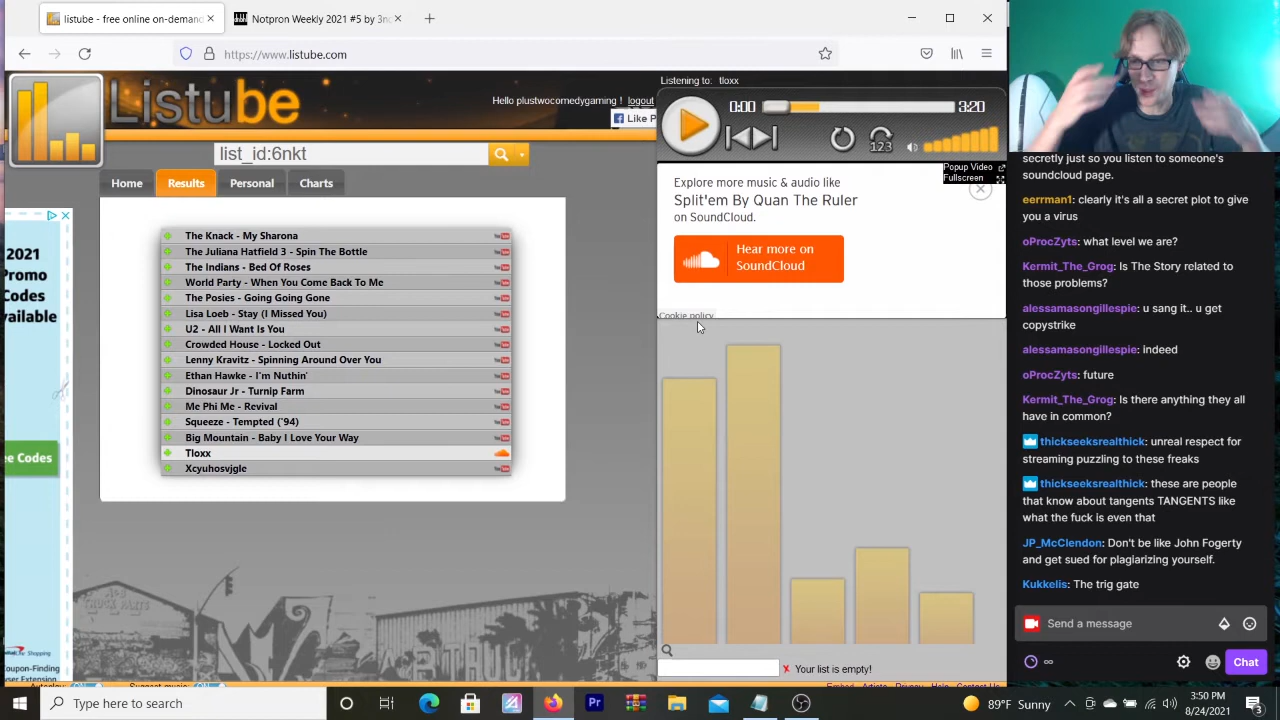 listube - free online on-demand
Notpron Weekly 2021 #5 by 3n
https://www.listube.com
Listube
Hello plustwocomedygaming !
logout
Like
list_id:6nkt
Home
Results
Personal
Charts
2021
Promo
Codes
vailable
ee Codes
Shopping
Coupon-Finding
wser Extension
The Knack - My Sharona
The Juliana Hatfield 3 - Spin The Bottle
The Indians - Bed Of Roses
World Party - When You Come Back To Me
The Posies - Going Going Gone
Lisa Loeb - Stay (I Missed You)
U2 - All I Want Is You
Crowded House - Locked Out
Lenny Kravitz - Spinning Around Over You
Ethan Hawke - I'm Nuthin'
Dinosaur Jr - Turnip Farm
Me Phi Me - Revival
Squeeze - Tempted ('94)
Big Mountain - Baby I Love Your Way
Tloxx
Xcyuhosvjgle
Listening to: tloxx
0:00
3:20
123
Popup Video
Fullscreen
Explore more music & audio like
Split'em By Quan The Ruler
on SoundCloud.
Hear more on
SoundCloud
Cookie policy
Your list is empty!
secretly just so you listen to someone's
soundcloud page.
eerrman1: clearly it's all a secret plot to give
you a virus
oProcZyts: what level we are?
Kermit_The_Grog: Is The Story related to
those problems?
alessamasongillespie: u sang it.. u get
copystrike
alessamasongillespie: indeed
oProcZyts: future
Kermit_The_Grog: Is there anything they all
have in common?
thickseeksrealthick: unreal respect for
streaming puzzling to these freaks
thickseeksrealthick: these are people
that know about tangents TANGENTS like
what the fuck is even that
JP_McClendon: Don't be like John Fogerty
and get sued for plagiarizing yourself.
Kukkelis: The trig gate
Send a message
Chat
Type here to search
Pr
89°F Sunny
3:50 PM
8/24/2021
3